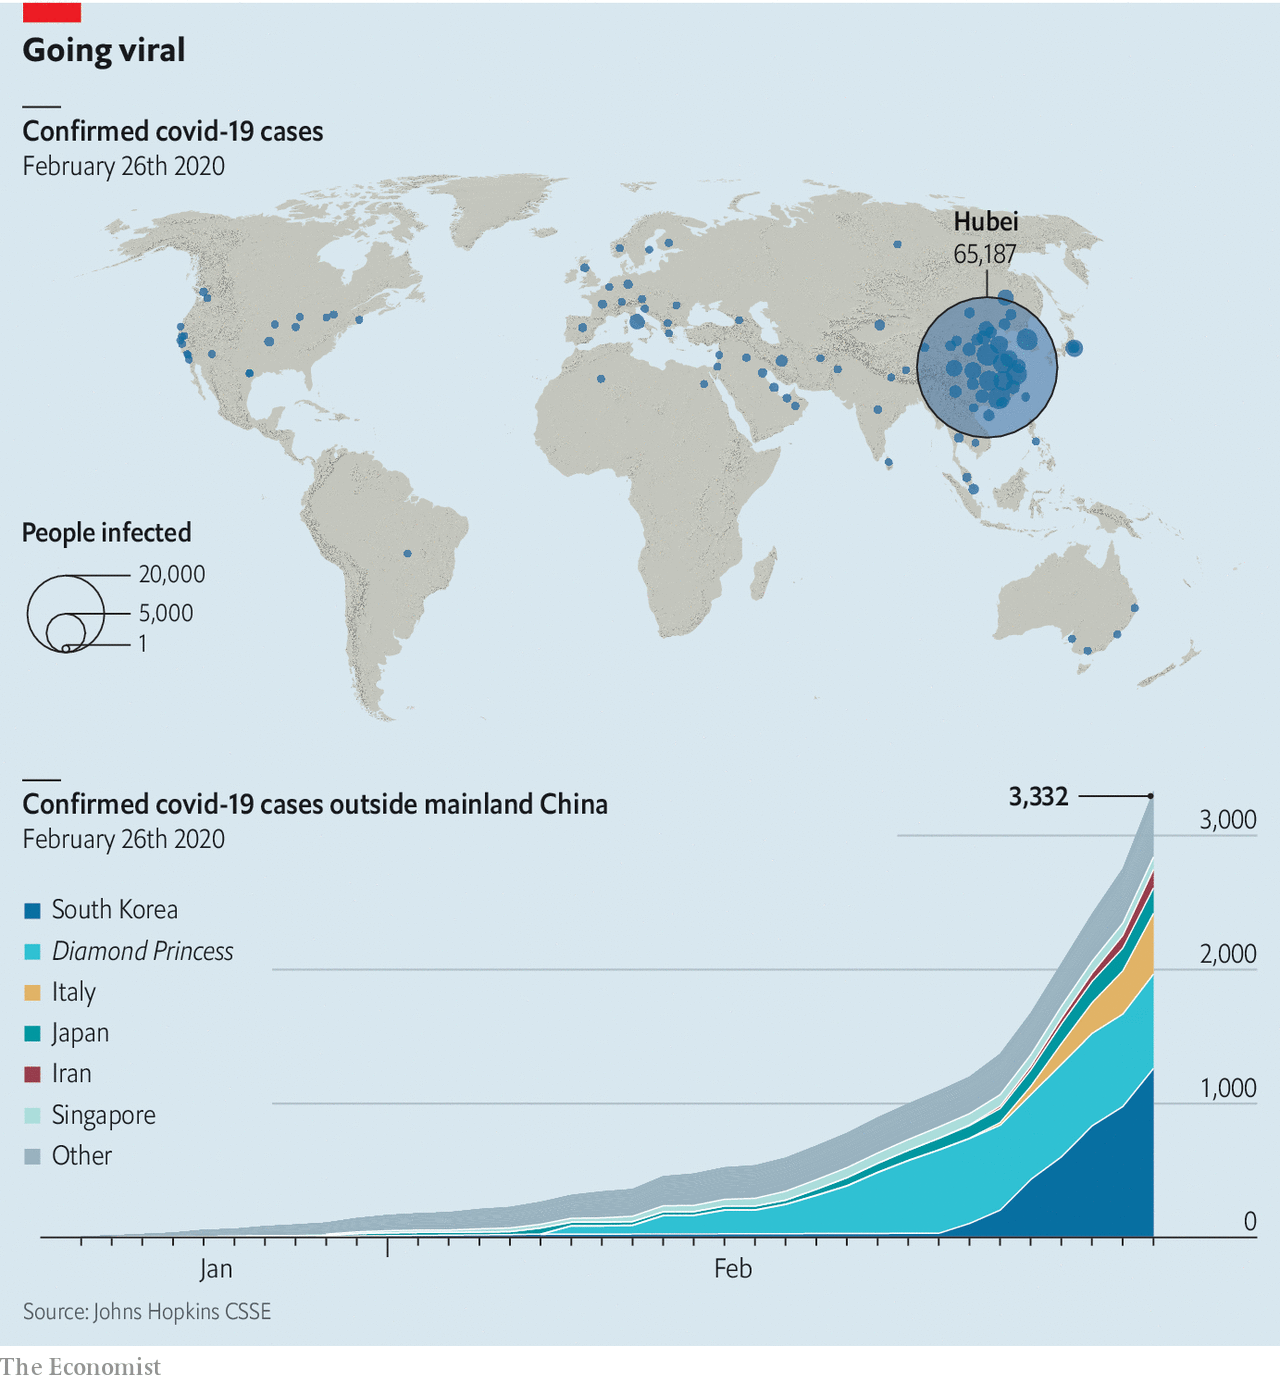 Going viral
Confirmed covid-19 cases
February 26th 2020
Hubei
65,187
People infected
20,000
5,000
1
Confirmed covid-19 cases outside mainland China
February 26th 2020
3,332
3,000
2,000
1,000
0
South Korea
Diamond Princess
Italy
Japan
Iran
Singapore
Other
Jan
Feb
Source: Johns Hopkins CSSE
The Economist